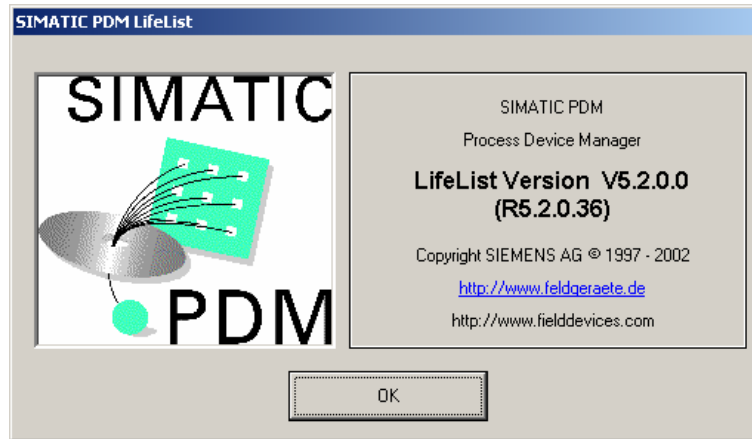 SIMATIC PDM LifeList
SIMATIC
PDM
SIMATIC PDM
Process Device Manager
LifeList Version V5.2.0.0
(R5.2.0.36)
Copyright SIEMENS AG © 1997 - 2002
http://www.feldgeraete.de
http://www.fielddevices.com
OK